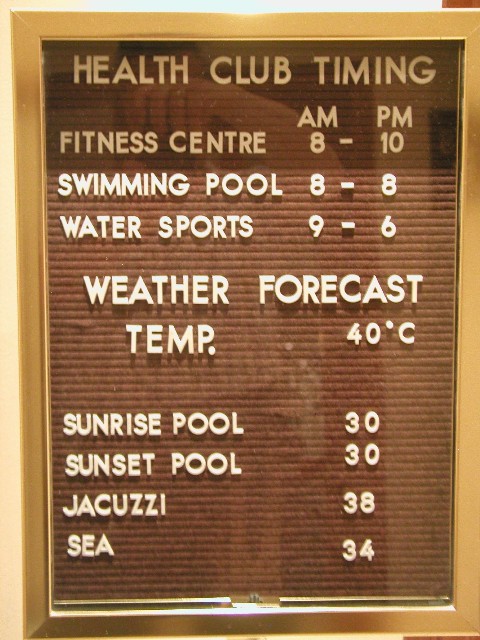 HEALTH CLUB TIMING
AM PM
FITNESS CENTRE 8 - 10
SWIMMING POOL 8 - 8
WATER SPORTS 9 - 6
WEATHER FORECAST
TEMP. 40°C
SUNRISE POOL 30
SUNSET POOL 30
JACUZZI 38
SEA 34